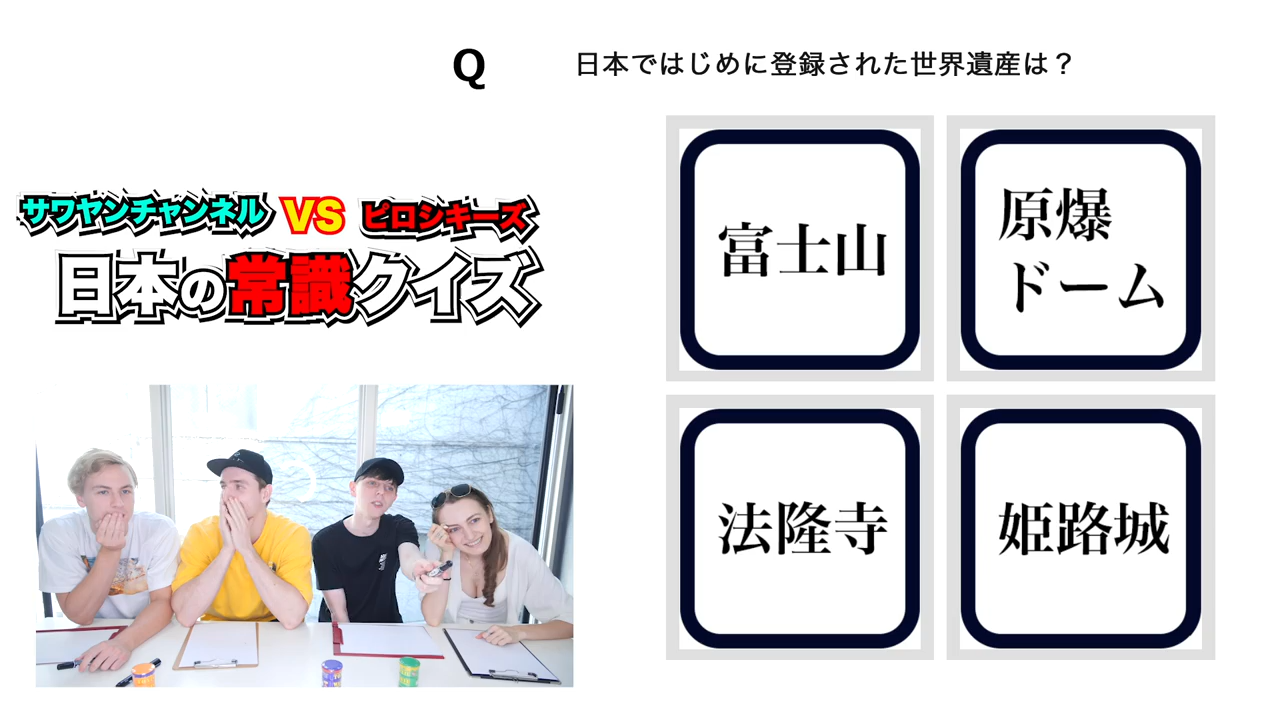 Q 日本ではじめに登録された世界遺産は？
サワヤンチャンネル VS ピロシキーズ
日本の常識クイズ
富士山
原爆
ドーム
法隆寺
姫路城